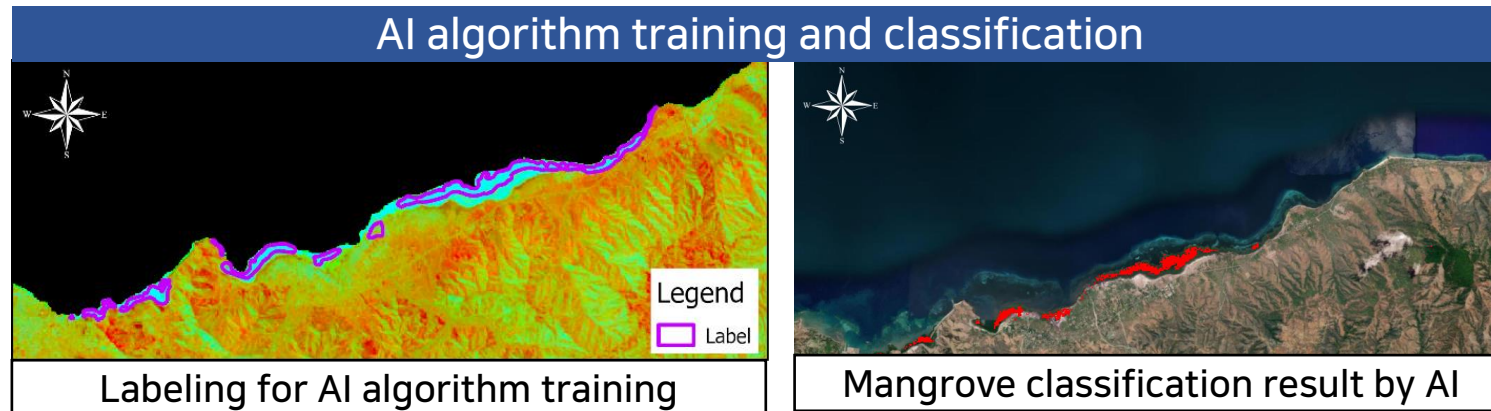 AI algorithm training and classification
N
W E
S
Legend
Label
Labeling for AI algorithm training
N
W E
S
Mangrove classification result by AI